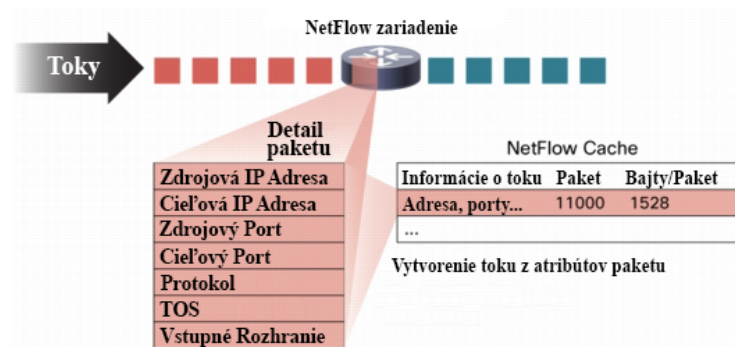 NetFlow zariadenie
Toky
Detail
paketu
Zdrojová IP Adresa
Cieľová IP Adresa
Zdrojový Port
Cieľový Port
Protokol
TOS
Vstupné Rozhranie
NetFlow Cache
Informácie o toku Paket Bajty/Paket
Adresa, porty... 11000 1528
...
Vytvorenie toku z atribútov paketu